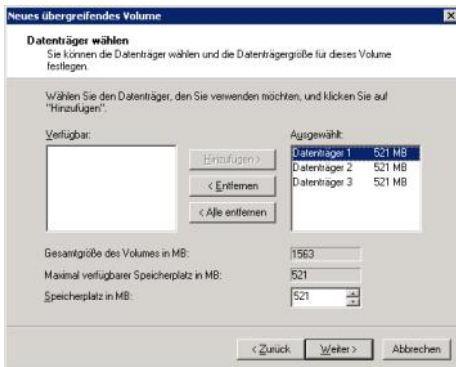 Neues übergreifendes Volume
Datenträger wählen
Sie können die Datenträger wählen und die Datenträgergröße für dieses Volume
festlegen.
Wählen Sie den Datenträger, den Sie verwenden möchten, und klicken Sie auf
"Hinzufügen".
Verfügbar:
Ausgewählt:
Hinzufügen >
< Entfernen
< Alle entfernen
Datenträger 1 521 MB
Datenträger 2 521 MB
Datenträger 3 521 MB
Gesamtgröße des Volumes in MB: 1563
Maximal verfügbarer Speicherplatz in MB: 521
Speicherplatz in MB: 521
< Zurück Weiter > Abbrechen